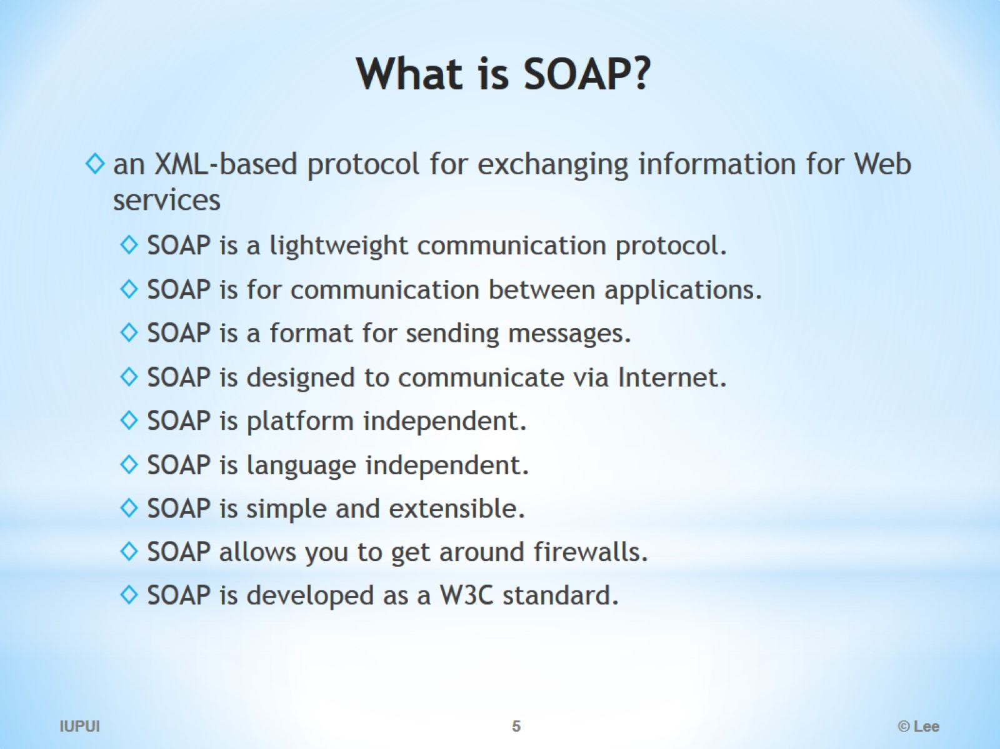 What is SOAP?
an XML-based protocol for exchanging information for Web
services
SOAP is a lightweight communication protocol.
SOAP is for communication between applications.
SOAP is a format for sending messages.
SOAP is designed to communicate via Internet.
SOAP is platform independent.
SOAP is language independent.
SOAP is simple and extensible.
SOAP allows you to get around firewalls.
SOAP is developed as a W3C standard.
IUPUI 5 © Lee